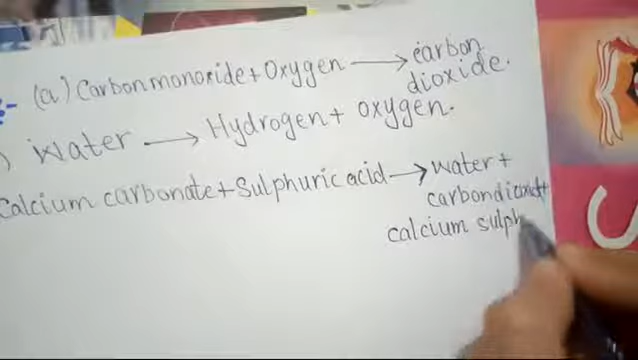 (a) Carbonmonoxide + Oxygen → carbon
dioxide.
) Water → Hydrogen + oxygen.
Calcium carbonate + Sulphuric acid → Water +
carbondioxide +
calcium sulph